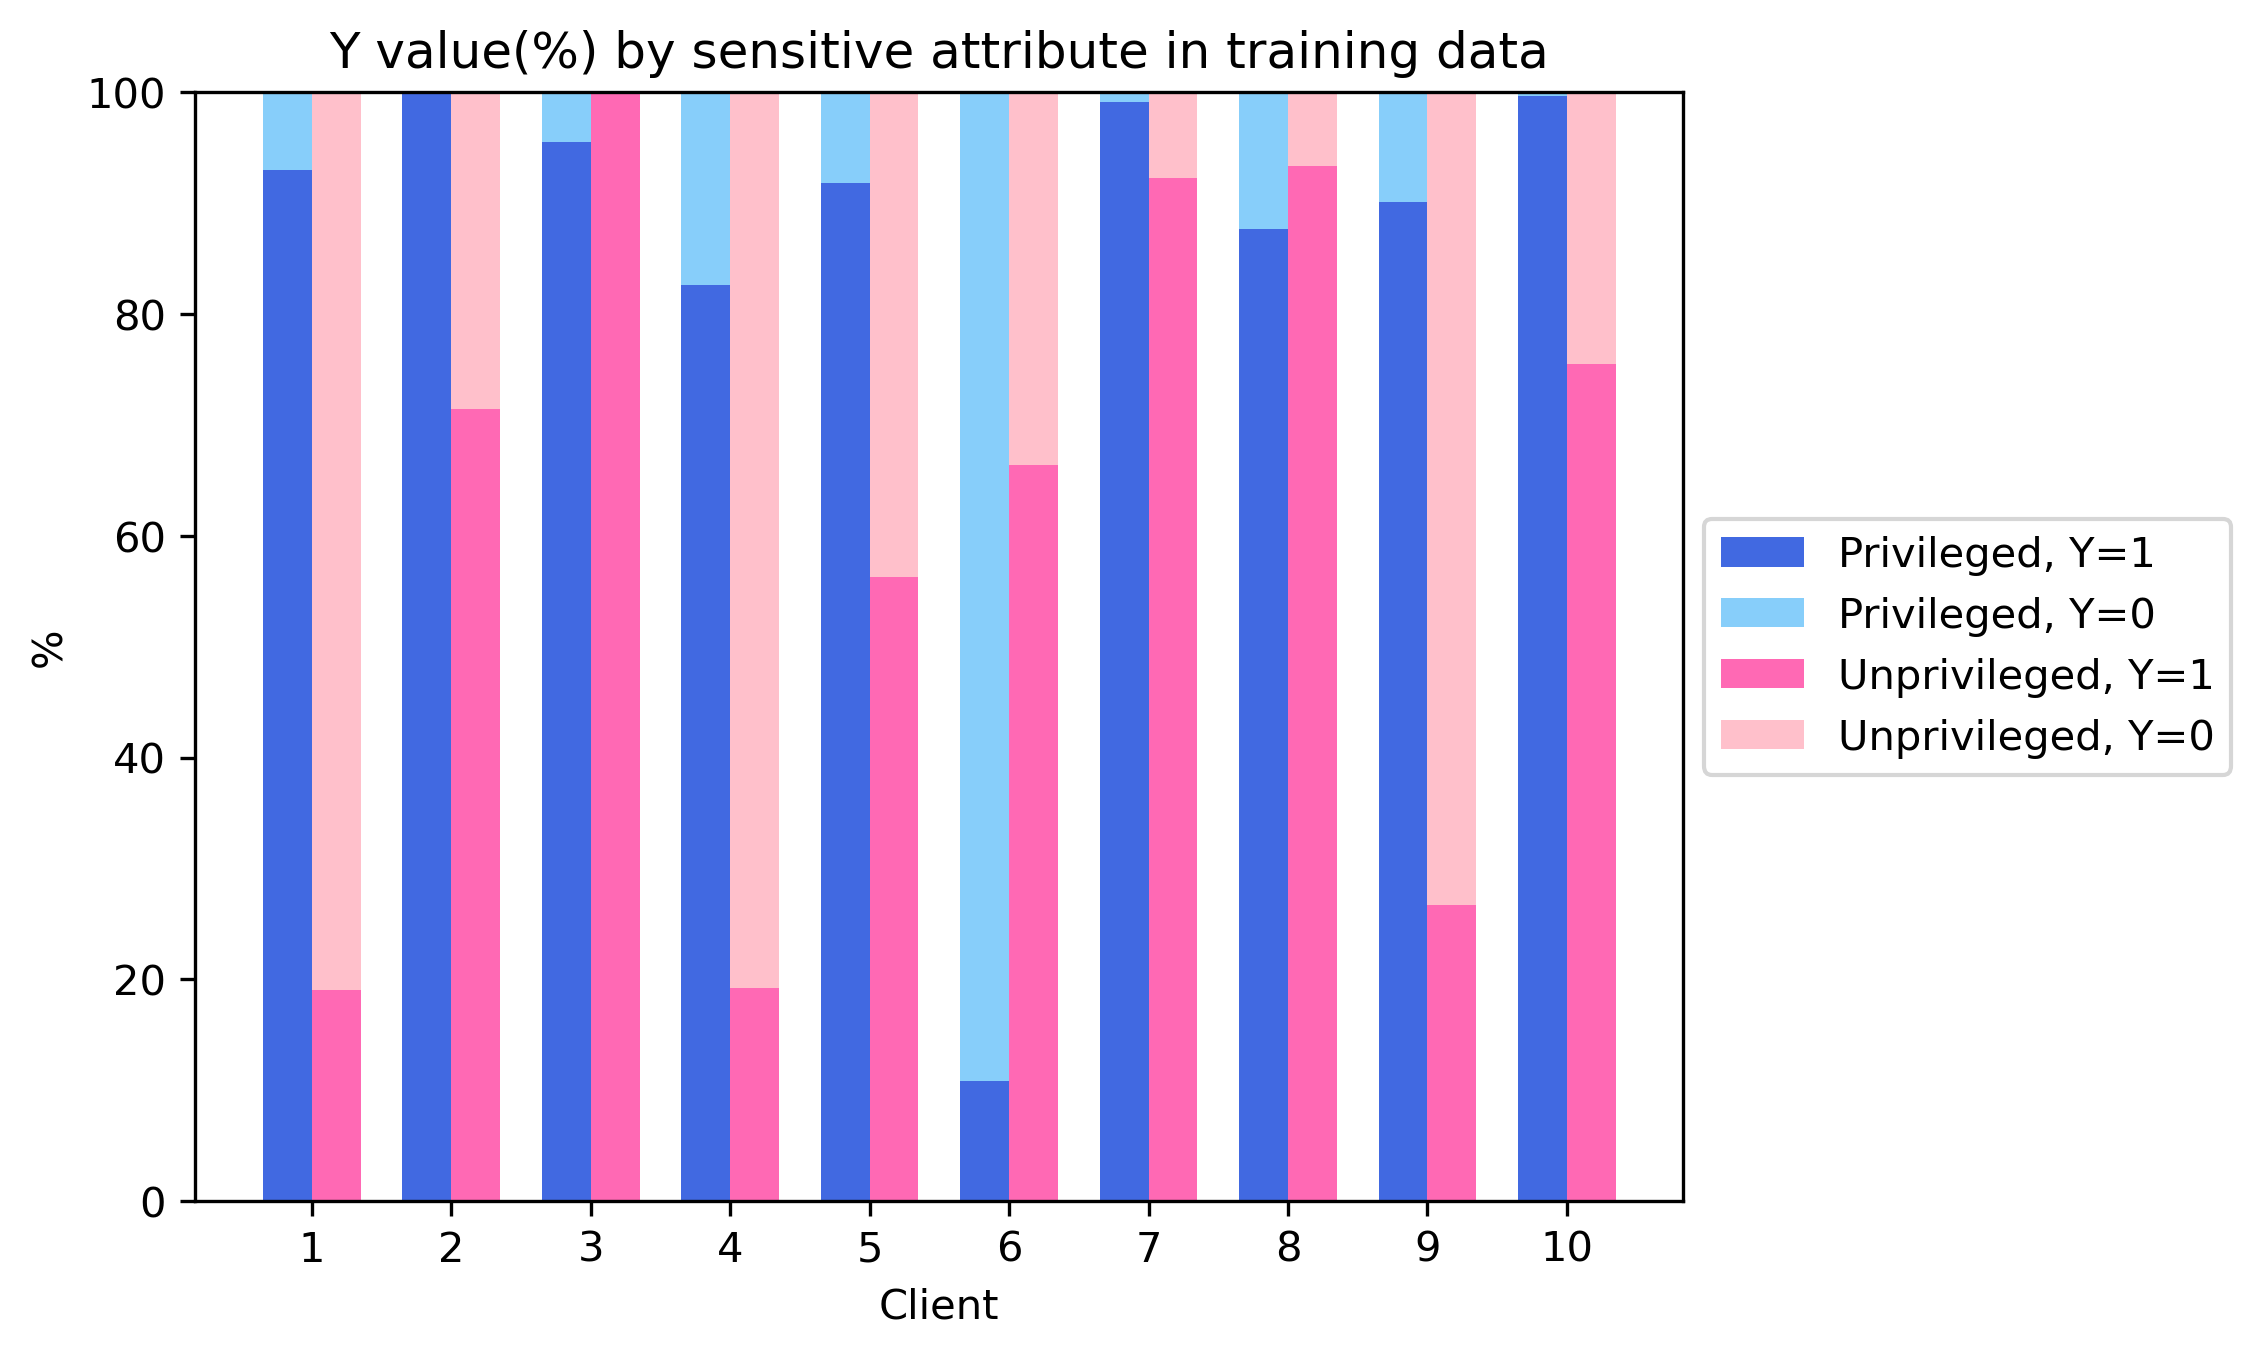 Y value(%) by sensitive attribute in training data
100
80
60
40
20
0
%
1 2 3 4 5 6 7 8 9 10
Client
Privileged, Y=1
Privileged, Y=0
Unprivileged, Y=1
Unprivileged, Y=0